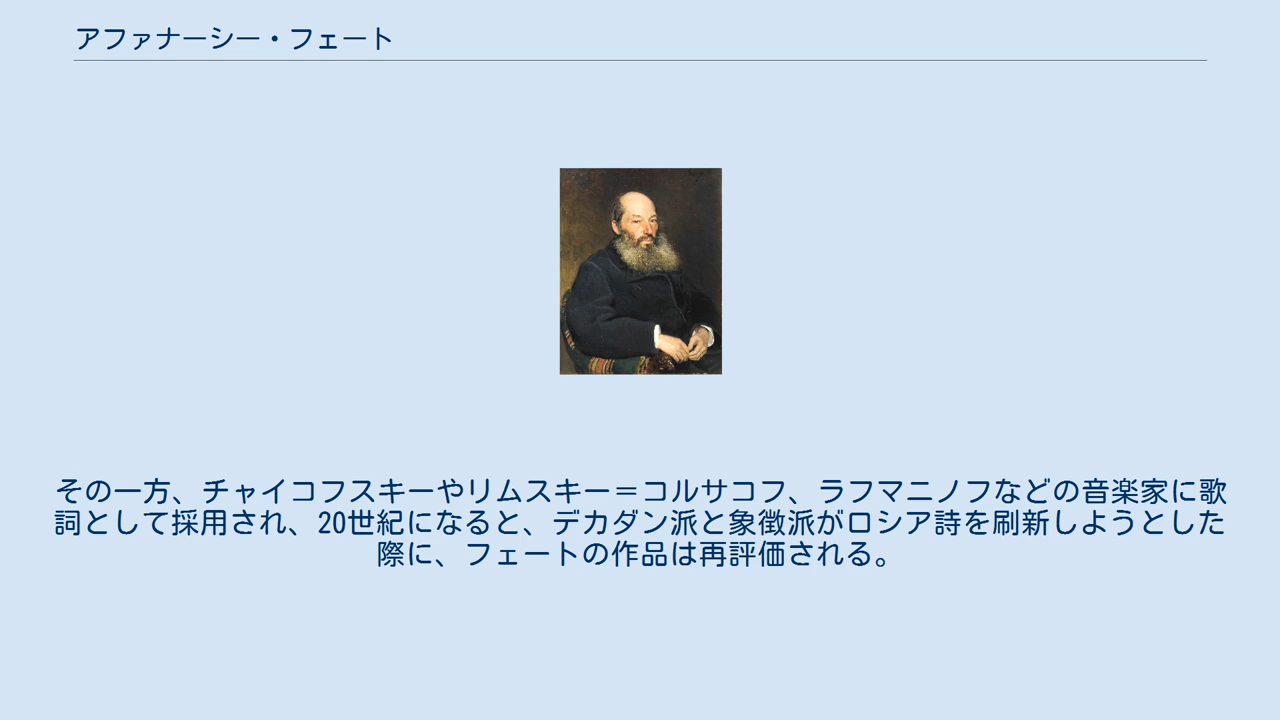 アファナーシー・フェート
その一方、チャイコフスキーやリムスキー＝コルサコフ、ラフマニノフなどの音楽家に歌
詞として採用され、20世紀になると、デカダン派と象徴派がロシア詩を刷新しようとした
際に、フェートの作品は再評価される。